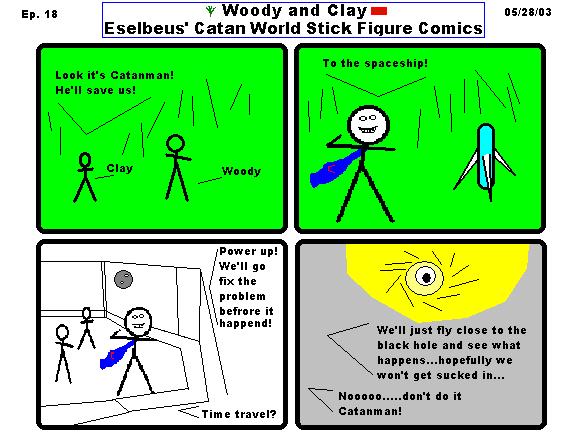 Ep. 18
Woody and Clay
05/28/03
Eselbeus' Catan World Stick Figure Comics
Look it's Catanman!
He'll save us!
Clay
Woody
To the spaceship!
Power up!
We'll go
fix the
problem
befrore it
happend!
Time travel?
We'll just fly close to the
black hole and see what
happens...hopefully we
won't get sucked in...
Nooooo.....don't do it
Catanman!